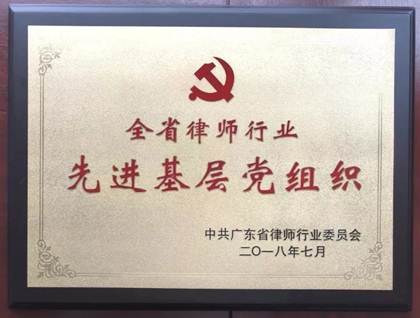 全省律师行业
先进基层党组织
中共广东省律师行业委员会
二〇一八年七月